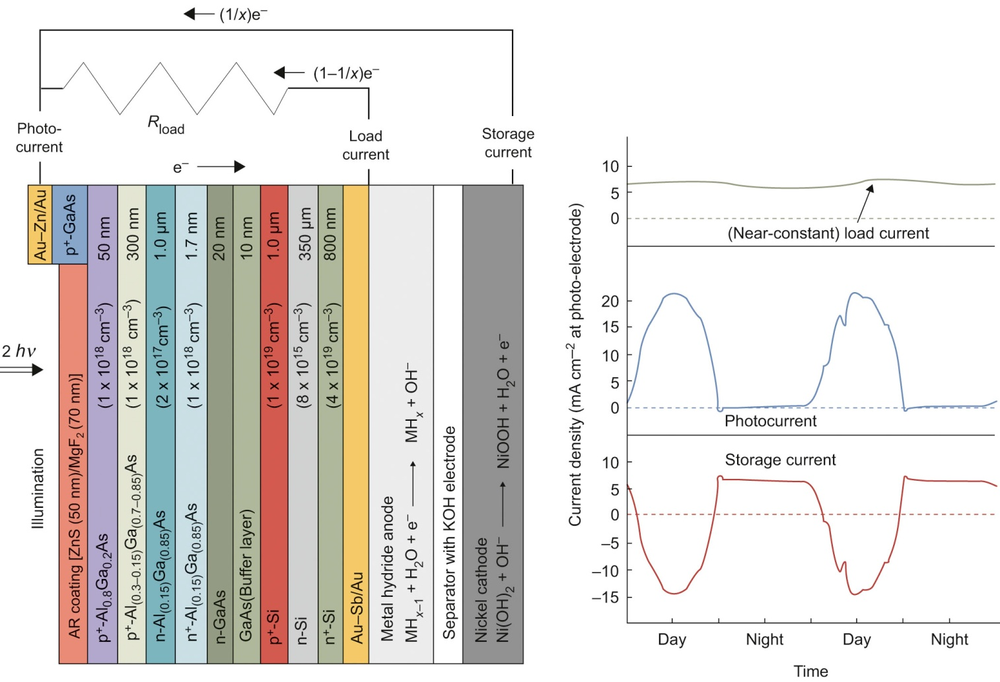 (1/x)e⁻
(1–1/x)e⁻
R_load
Photo-
current
Load
current
Storage
current
e⁻
2 hν
Illumination
Au–Zn/Au
p⁺-GaAs
AR coating [ZnS (50 nm)/MgF₂ (70 nm)]
p⁺-Al₀.₈Ga₀.₂As (1 x 10¹⁸ cm⁻³) 50 nm
p⁺-Al₍₀.₃₋₀.₁₅₎Ga₍₀.₇₋₀.₈₅₎As (1 x 10¹⁸ cm⁻³) 300 nm
n-Al₍₀.₁₅₎Ga₍₀.₈₅₎As (2 x 10¹⁷cm⁻³) 1.0 µm
n⁺-Al₍₀.₁₅₎Ga₍₀.₈₅₎As (1 x 10¹⁸ cm⁻³) 1.7 nm
n-GaAs 20 nm
GaAs(Buffer layer) 10 nm
p⁺-Si (1 x 10¹⁹ cm⁻³) 1.0 µm
n-Si (8 x 10¹⁵ cm⁻³) 350 µm
n⁺-Si (4 x 10¹⁹ cm⁻³) 800 nm
Au–Sb/Au
Metal hydride anode
MHₓ₋₁ + H₂O + e⁻ → MHₓ + OH⁻
Separator with KOH electrode
Nickel cathode
Ni(OH)₂ + OH⁻ → NiOOH + H₂O + e⁻
Current density (mA cm⁻² at photo-electrode)
10
5
0
(Near-constant) load current
20
15
10
5
0
Photocurrent
Storage current
10
5
0
–5
–10
–15
Day
Night
Day
Night
Time